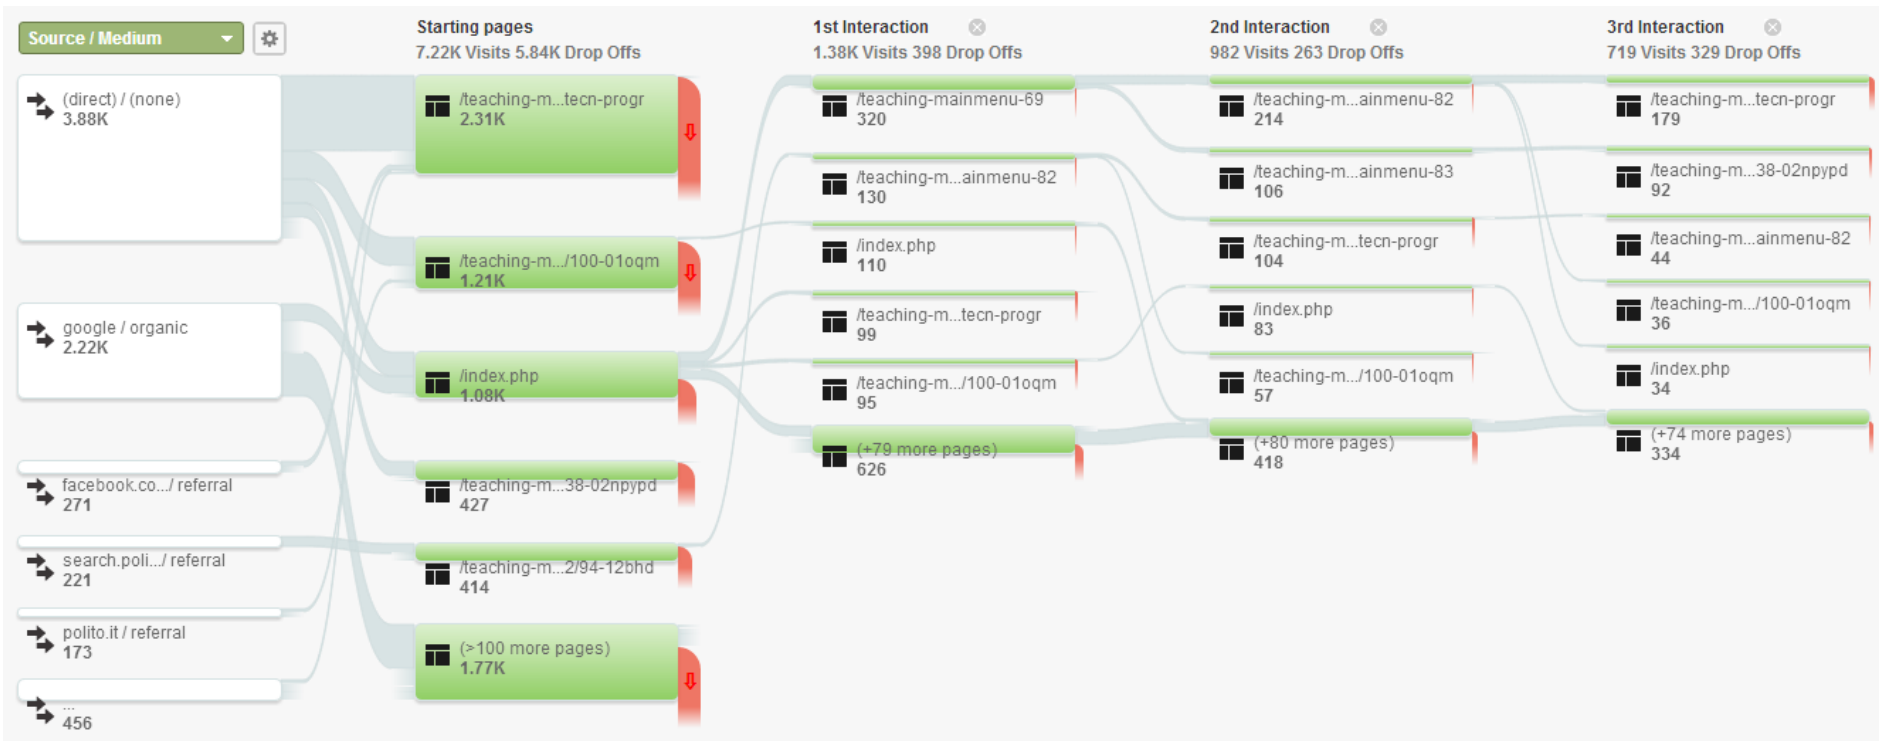 Source / Medium
(direct) / (none)
3.88K
google / organic
2.22K
facebook.co.../ referral
271
search.poli.../ referral
221
polito.it / referral
173
...
456
Starting pages
7.22K Visits 5.84K Drop Offs
/teaching-m...tecn-progr
2.31K
/teaching-m.../100-01oqm
1.21K
/index.php
1.08K
/teaching-m...38-02npypd
427
/teaching-m...2/94-12bhd
414
(>100 more pages)
1.77K
1st Interaction
1.38K Visits 398 Drop Offs
/teaching-mainmenu-69
320
/teaching-m...ainmenu-82
130
/index.php
110
/teaching-m...tecn-progr
99
/teaching-m.../100-01oqm
95
(+79 more pages)
626
2nd Interaction
982 Visits 263 Drop Offs
/teaching-m...ainmenu-82
214
/teaching-m...ainmenu-83
106
/teaching-m...tecn-progr
104
/index.php
83
/teaching-m.../100-01oqm
57
(+80 more pages)
418
3rd Interaction
719 Visits 329 Drop Offs
/teaching-m...tecn-progr
179
/teaching-m...38-02npypd
92
/teaching-m...ainmenu-82
44
/teaching-m.../100-01oqm
36
/index.php
34
(+74 more pages)
334